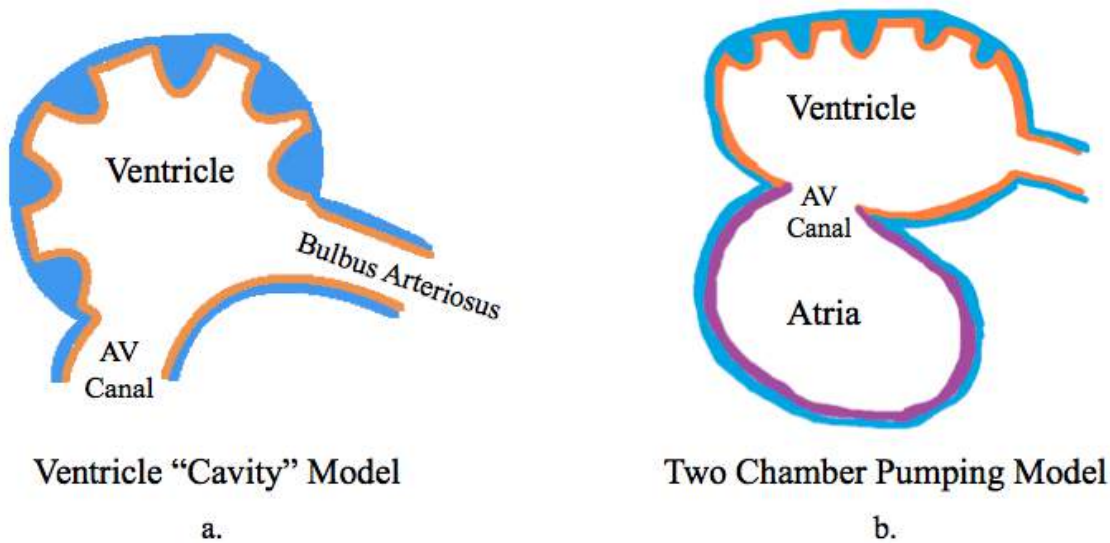 Ventricle
AV
Canal
Bulbus Arteriosus
Ventricle “Cavity” Model
a.
Ventricle
AV
Canal
Atria
Two Chamber Pumping Model
b.